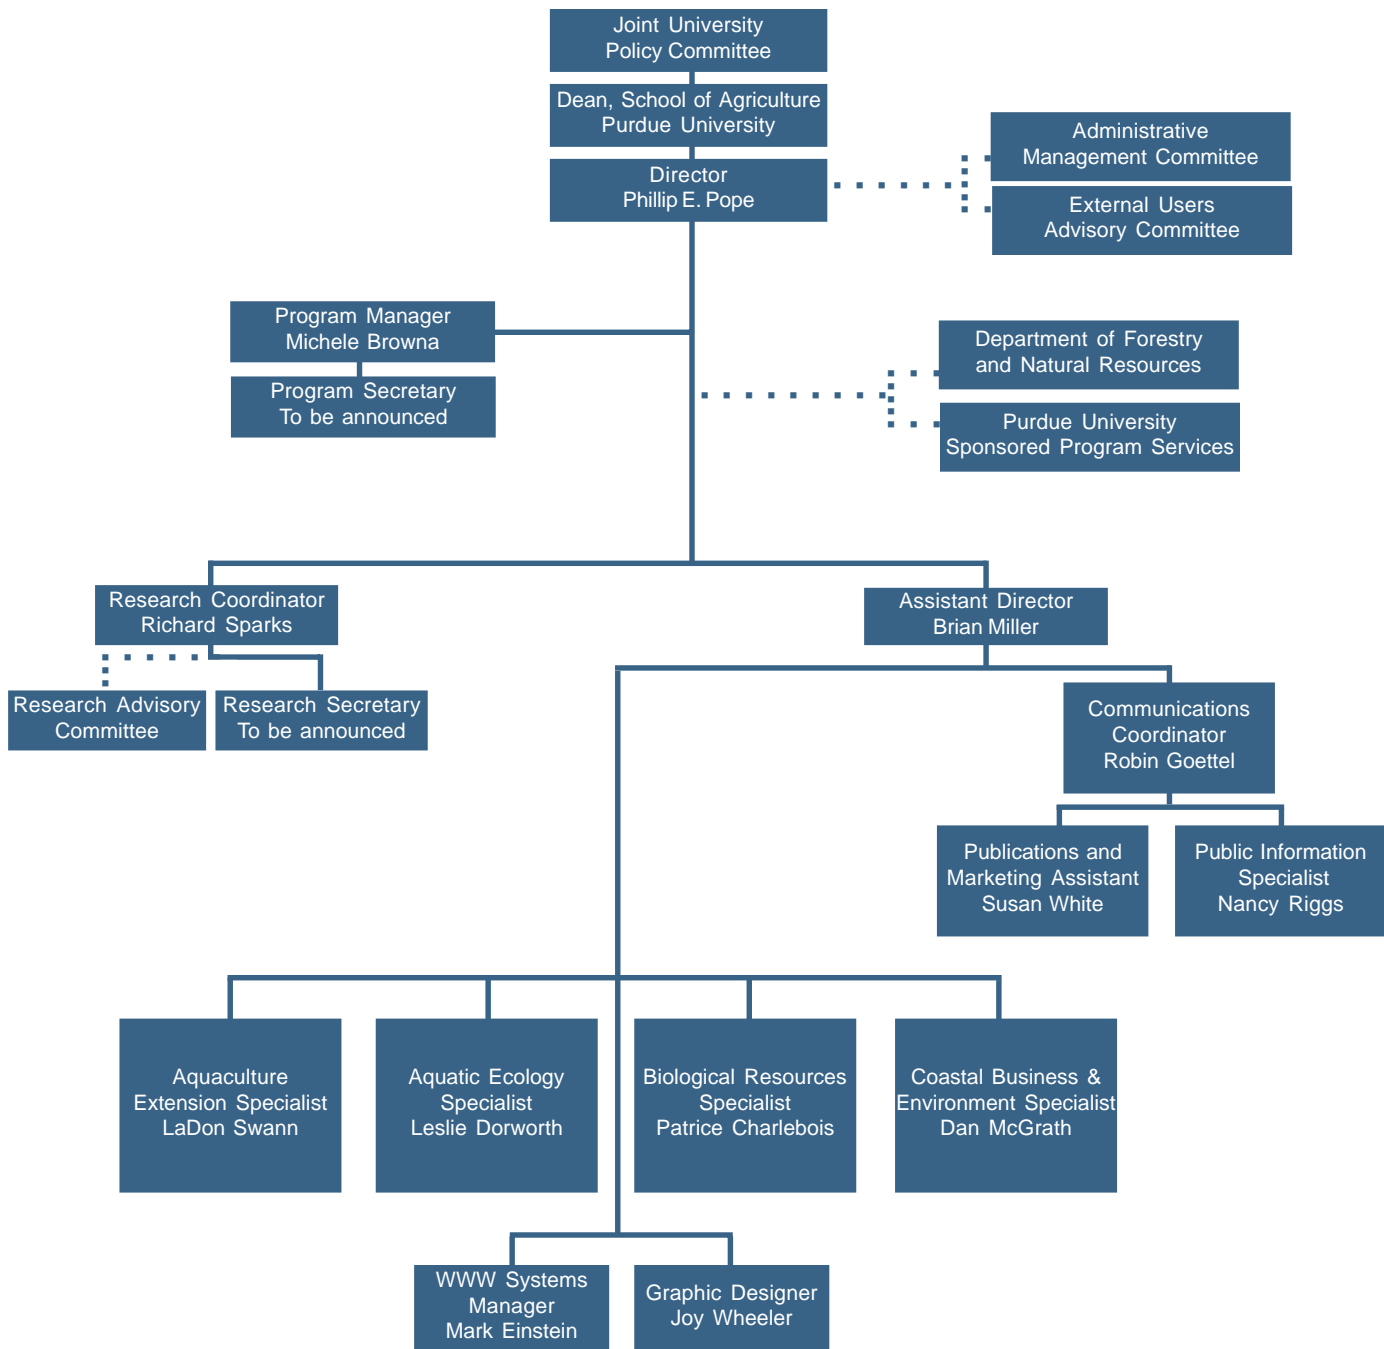 Joint University
Policy Committee
Dean, School of Agriculture
Purdue University
Director
Phillip E. Pope
Administrative
Management Committee
External Users
Advisory Committee
Program Manager
Michele Browna
Program Secretary
To be announced
Department of Forestry
and Natural Resources
Purdue University
Sponsored Program Services
Research Coordinator
Richard Sparks
Assistant Director
Brian Miller
Research Advisory
Committee
Research Secretary
To be announced
Communications
Coordinator
Robin Goettel
Publications and
Marketing Assistant
Susan White
Public Information
Specialist
Nancy Riggs
Aquaculture
Extension Specialist
LaDon Swann
Aquatic Ecology
Specialist
Leslie Dorworth
Biological Resources
Specialist
Patrice Charlebois
Coastal Business &
Environment Specialist
Dan McGrath
WWW Systems
Manager
Mark Einstein
Graphic Designer
Joy Wheeler